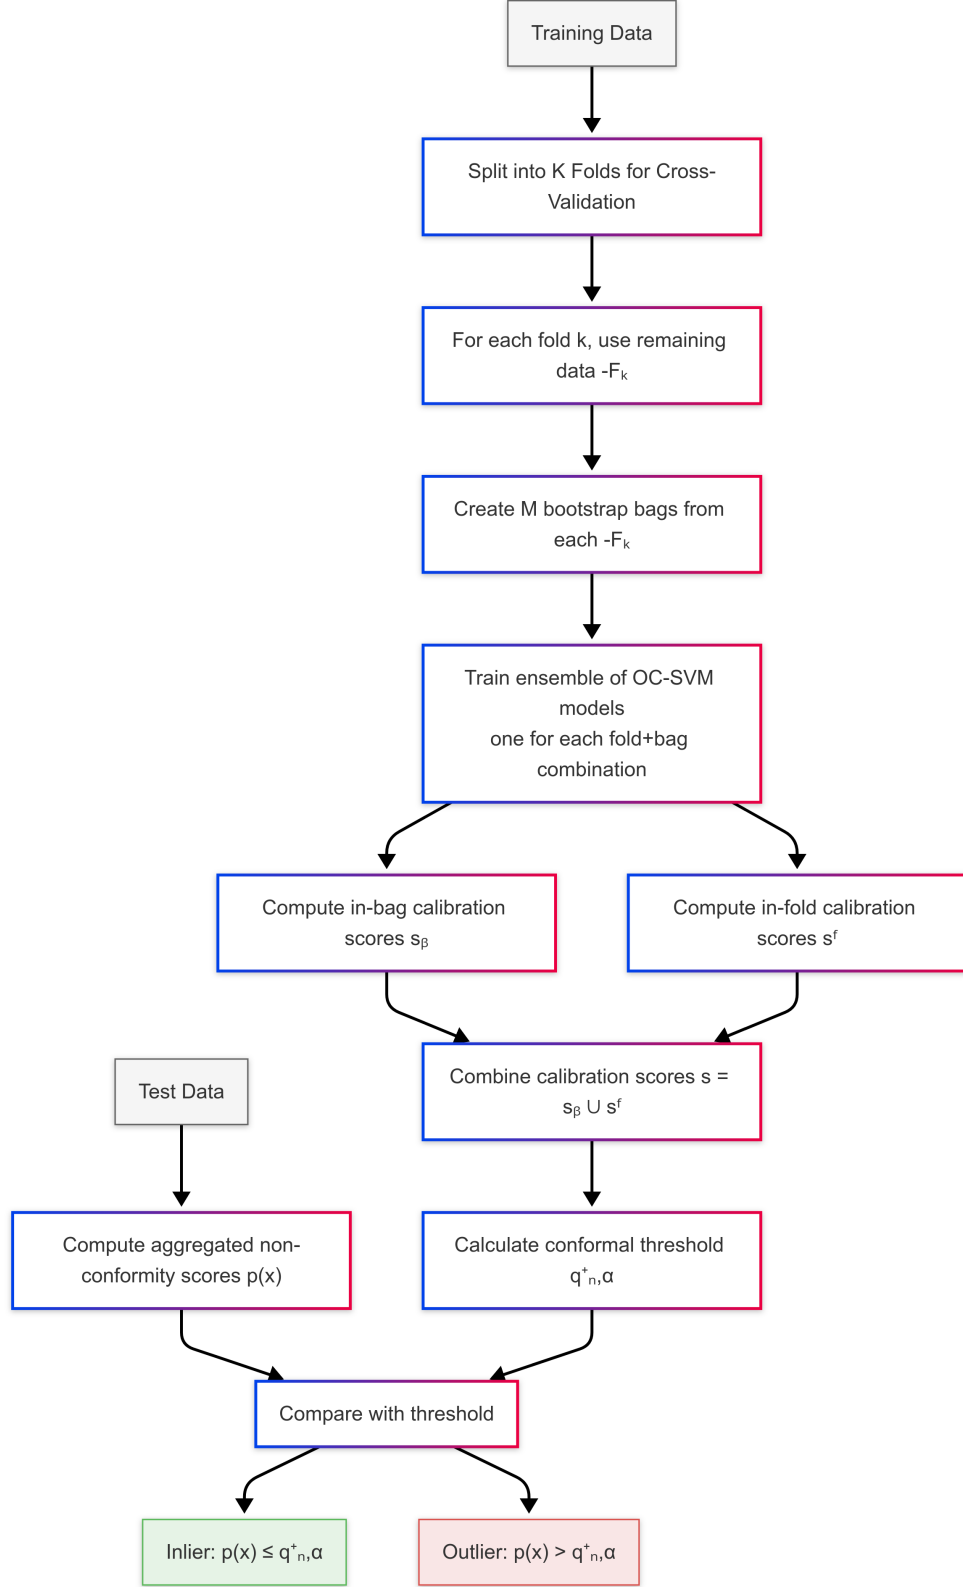 Training Data
Split into K Folds for Cross-
Validation
For each fold k, use remaining
data -Fₖ
Create M bootstrap bags from
each -Fₖ
Train ensemble of OC-SVM
models
one for each fold+bag
combination
Compute in-bag calibration
scores sᵦ
Compute in-fold calibration
scores sᶠ
Combine calibration scores s =
sᵦ ∪ sᶠ
Test Data
Compute aggregated non-
conformity scores p(x)
Calculate conformal threshold
q⁺ₙ,α
Compare with threshold
Inlier: p(x) ≤ q⁺ₙ,α
Outlier: p(x) > q⁺ₙ,α